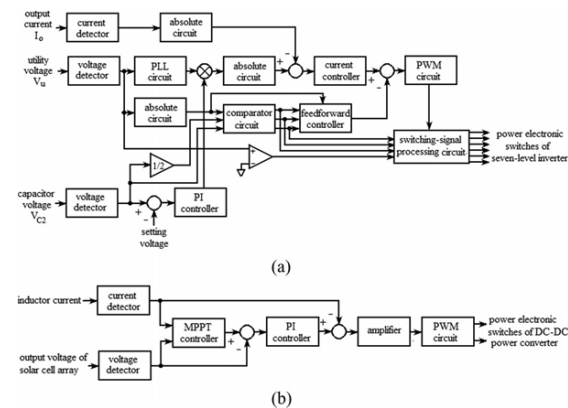 (a)
output
current
I_o
current
detector
absolute
circuit
utility
voltage
V_u
voltage
detector
PLL
circuit
absolute
circuit
current
controller
PWM
circuit
-
+
+
-
absolute
circuit
comparator
circuit
feedforward
controller
switching-signal
processing circuit
power electronic
switches of
seven-level inverter
1/2
+
-
capacitor
voltage
V_C2
voltage
detector
+
-
setting
voltage
PI
controller
(a)
inductor current
current
detector
MPPT
controller
+
-
PI
controller
-
+
amplifier
PWM
circuit
power electronic
switches of DC-DC
power converter
output voltage of
solar cell array
voltage
detector
(b)